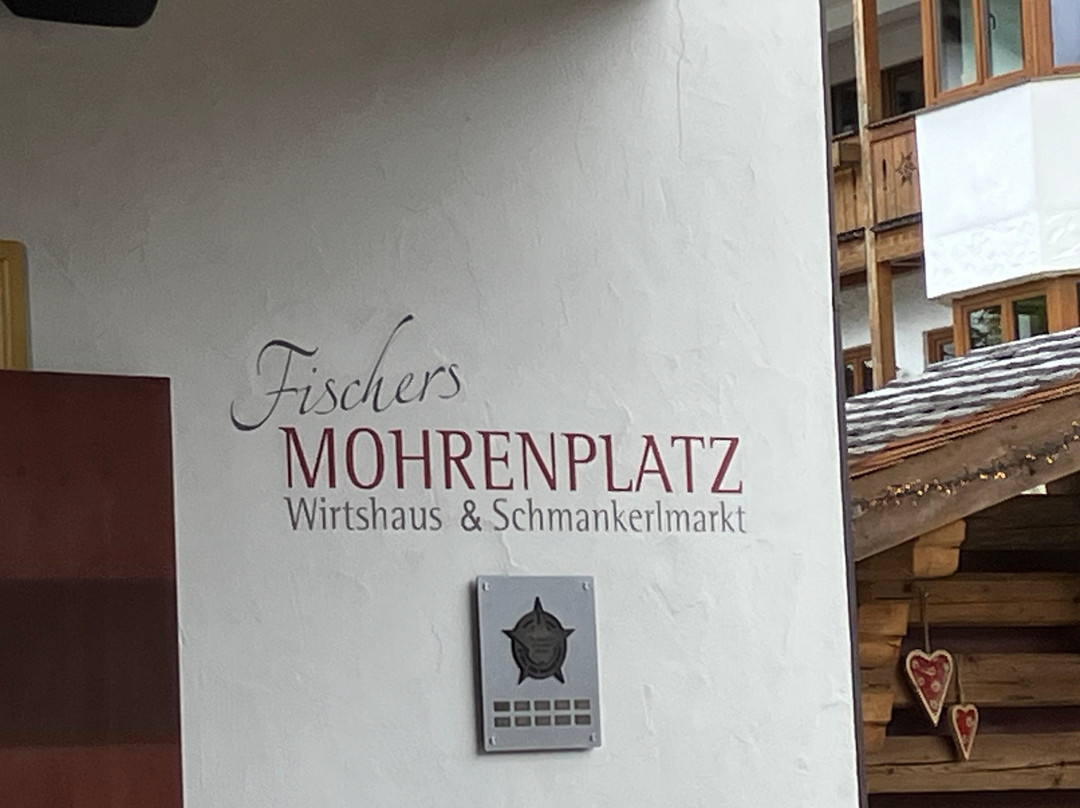 Fischers
MOHRENPLATZ
Wirtshaus & Schmankerlmarkt